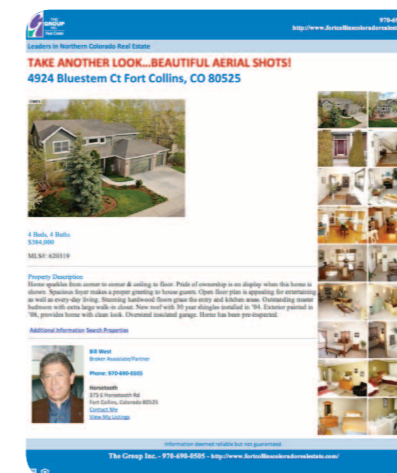 THE
GROUP
970-69
http://www.fortcollinscoloradorealest
Leaders in Northern Colorado Real Estate
TAKE ANOTHER LOOK...BEAUTIFUL AERIAL SHOTS!
4924 Bluestem Ct Fort Collins, CO 80525
4 Beds, 4 Baths
$384,000
MLS#: 620319
Property Description
Home sparkles from corner to corner & ceiling to floor. Pride of ownership is on display when this home is
shown. Spacious foyer makes a proper greeting to house guests. Open floor plan is appealing for entertaining
as well as every-day living. Stunning hardwood floors grace the entry and kitchen areas. Outstanding master
bedroom with extra large walk-in closet. New roof with 30 year shingles installed in '04. Exterior painted in
'08, provides home with clean look. Oversized insulated garage. Home has been pre-inspected.
Additional Information Search Properties
Bill West
Broker Associate/Partner
Phone: 970-690-0505
Horsetooth
375 E Horsetooth Rd
Fort Collins, Colorado 80525
Contact Me
View My Listings
Information deemed reliable but not guaranteed.
The Group Inc. - 970-690-0505 - http://www.fortcollinscoloradorealestate.com/